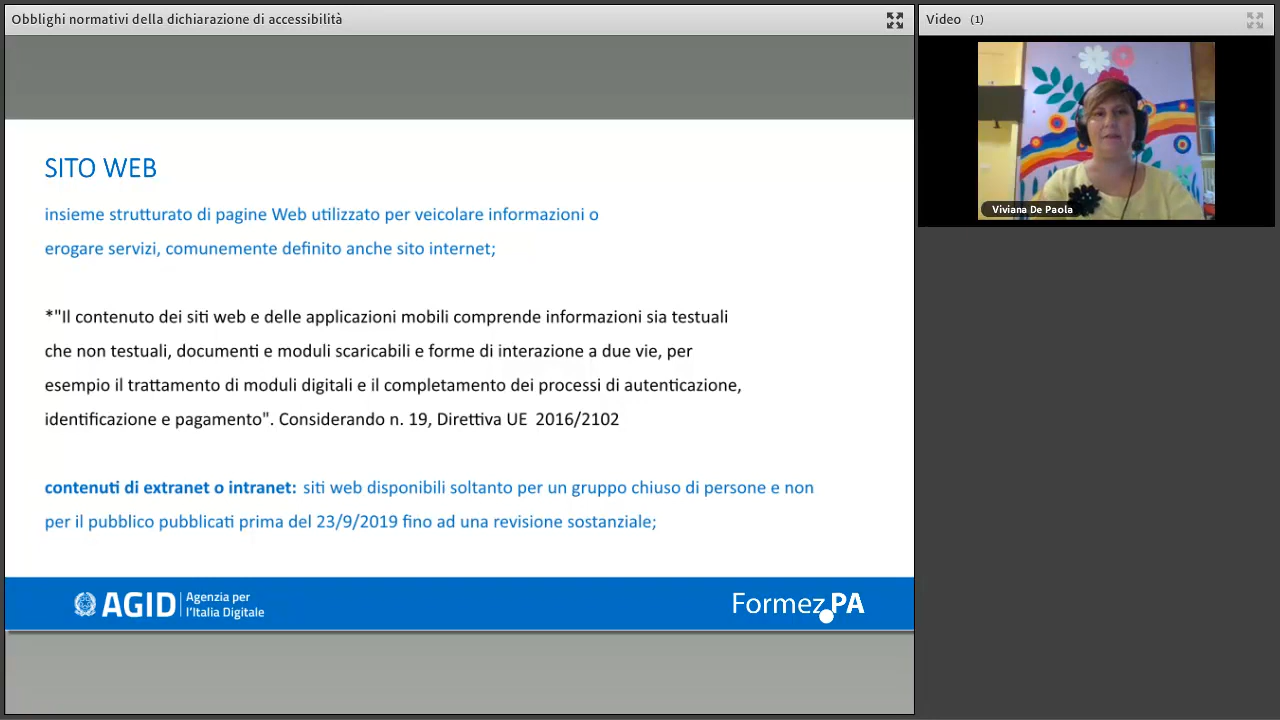 Obblighi normativi della dichiarazione di accessibilità
Video (1)
Viviana De Paola
SITO WEB
insieme strutturato di pagine Web utilizzato per veicolare informazioni o
erogare servizi, comunemente definito anche sito internet;
*"Il contenuto dei siti web e delle applicazioni mobili comprende informazioni sia testuali
che non testuali, documenti e moduli scaricabili e forme di interazione a due vie, per
esempio il trattamento di moduli digitali e il completamento dei processi di autenticazione,
identificazione e pagamento". Considerando n. 19, Direttiva UE 2016/2102
contenuti di extranet o intranet: siti web disponibili soltanto per un gruppo chiuso di persone e non
per il pubblico pubblicati prima del 23/9/2019 fino ad una revisione sostanziale;
AGID
Agenzia per
l'Italia Digitale
Formez PA